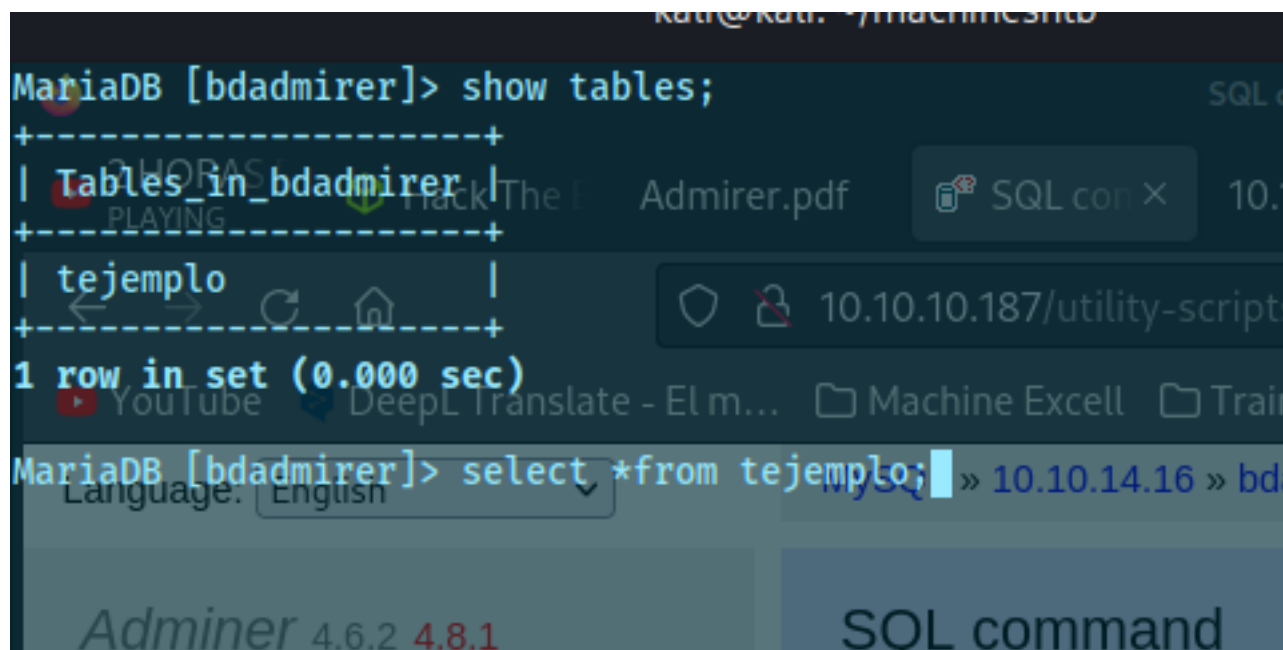 kali@kali: ~/machineshtb
MariaDB [bdadmirer]> show tables;
SQL
+---------------------+
| Tables_in_bdadmirer |
2 HORAS
PLAYING
Hack The
Admirer.pdf
SQL con ×
10.
+---------------------+
| tejemplo            |
+---------------------+
10.10.10.187/utility-script
1 row in set (0.000 sec)
YouTube
DeepL Translate - El m...
Machine Excell
Train
MariaDB [bdadmirer]> select *from tejemplo;
Language: English
MySQL » 10.10.14.16 » bda
Adminer 4.6.2 4.8.1
SQL command